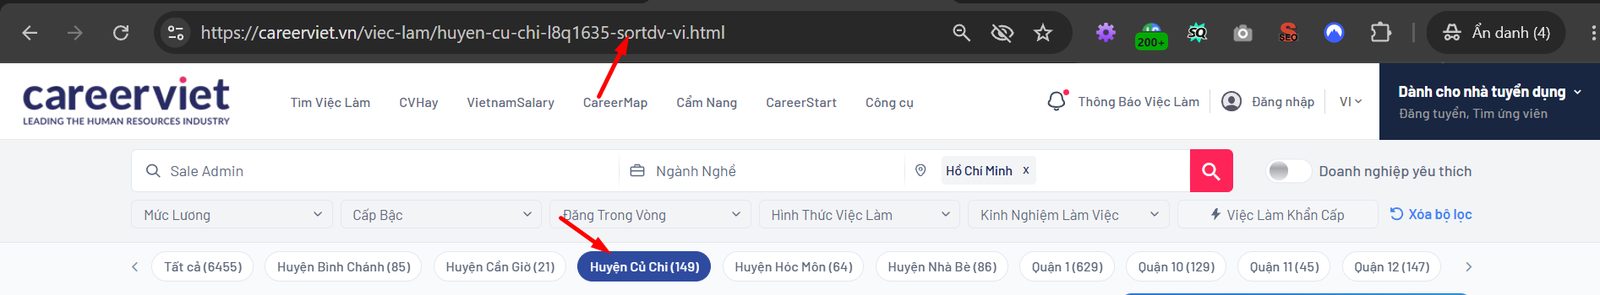 https://careerviet.vn/viec-lam/huyen-cu-chi-l8q1635-sortdv-vi.html
200+
SQ
SEO
Ẩn danh (4)
careerviet
LEADING THE HUMAN RESOURCES INDUSTRY
Tìm Việc Làm
CVHay
VietnamSalary
CareerMap
Cẩm Nang
CareerStart
Công cụ
Thông Báo Việc Làm
Đăng nhập
VI
Dành cho nhà tuyển dụng
Đăng tuyển, Tìm ứng viên
Sale Admin
Ngành Nghề
Hồ Chí Minh x
Doanh nghiệp yêu thích
Mức Lương
Cấp Bậc
Đăng Trong Vòng
Hình Thức Việc Làm
Kinh Nghiệm Làm Việc
Việc Làm Khẩn Cấp
Xóa bộ lọc
Tất cả (6455)
Huyện Bình Chánh (85)
Huyện Cần Giờ (21)
Huyện Củ Chi (149)
Huyện Hóc Môn (64)
Huyện Nhà Bè (86)
Quận 1 (629)
Quận 10 (129)
Quận 11 (45)
Quận 12 (147)